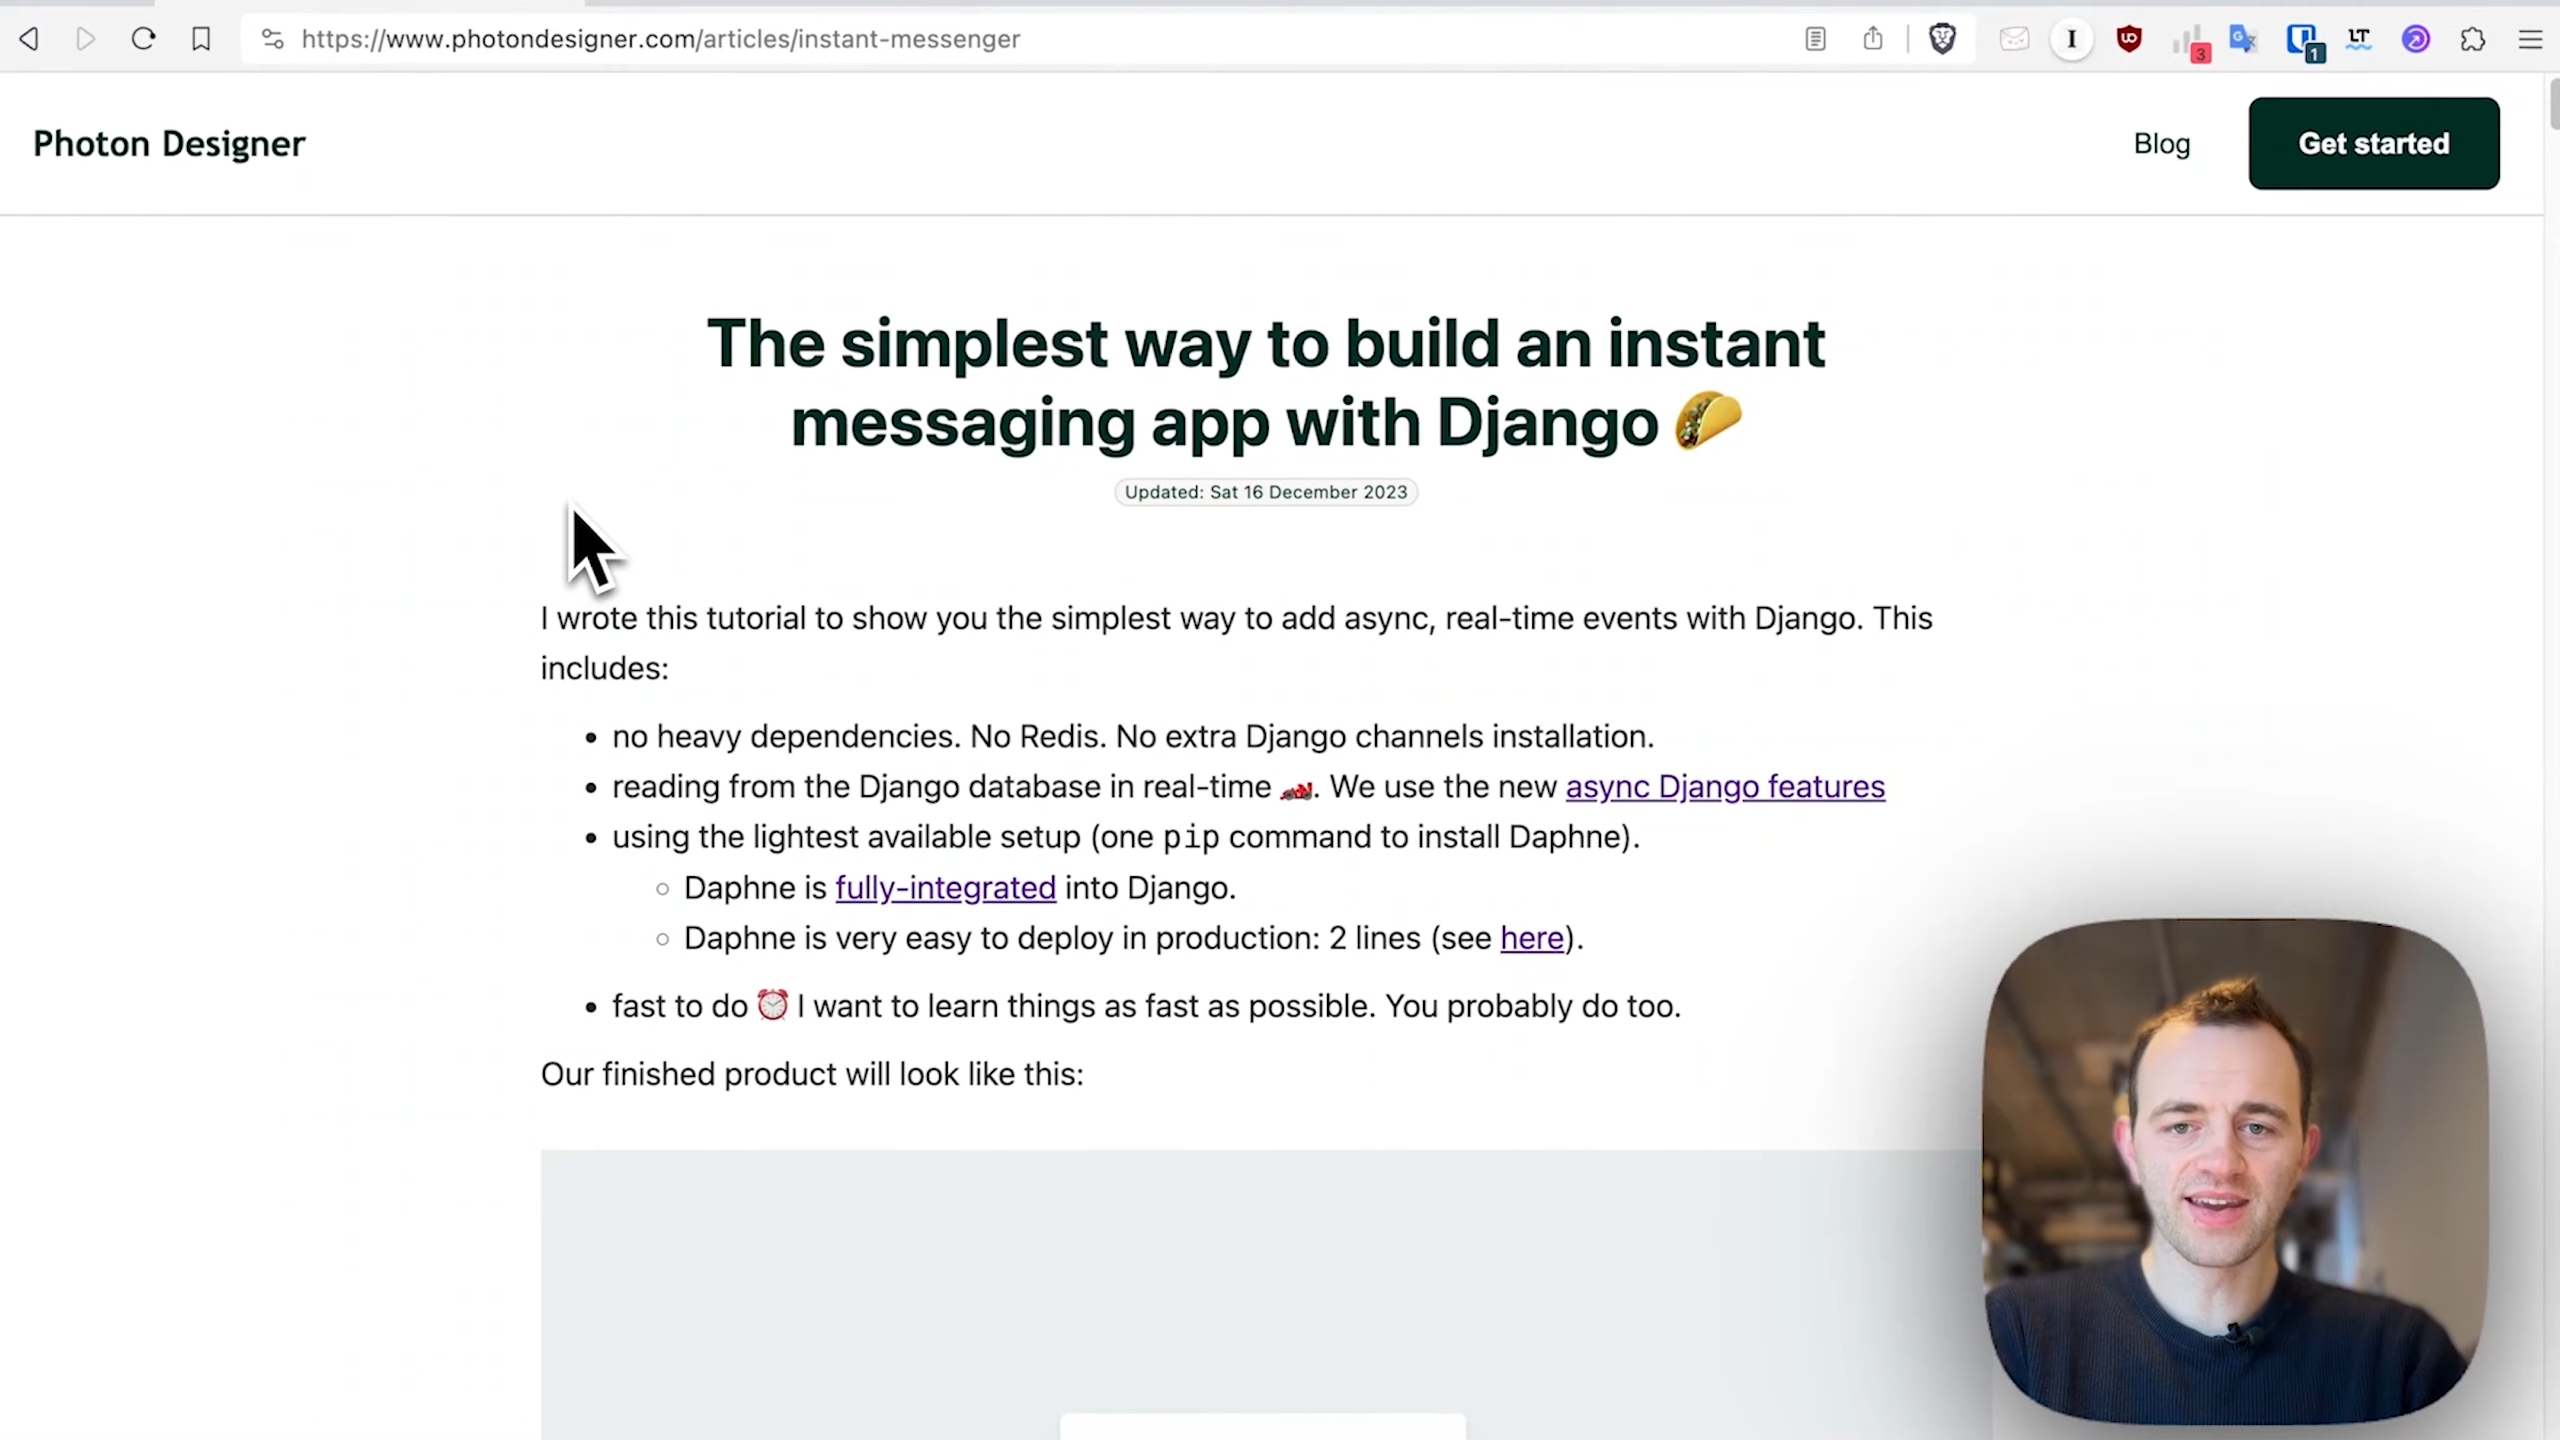 https://www.photondesigner.com/articles/instant-messenger
I
UD
3
G
1
LT
Photon Designer
Blog
Get started
The simplest way to build an instant
messaging app with Django 🌮
Updated: Sat 16 December 2023
I wrote this tutorial to show you the simplest way to add async, real-time events with Django. This
includes:
• no heavy dependencies. No Redis. No extra Django channels installation.
• reading from the Django database in real-time 🏎️. We use the new async Django features
• using the lightest available setup (one pip command to install Daphne).
◦ Daphne is fully-integrated into Django.
◦ Daphne is very easy to deploy in production: 2 lines (see here).
• fast to do ⏰ I want to learn things as fast as possible. You probably do too.
Our finished product will look like this: